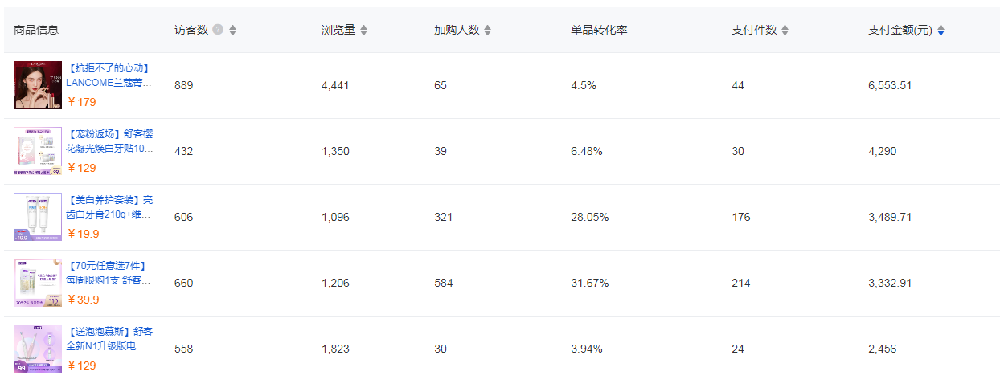 商品信息 访客数 ? 浏览量 加购人数 单品转化率 支付件数 支付金额(元)
LANCOME
【抗拒不了的心动】
LANCOME兰蔻菁...
￥179
889 4,441 65 4.5% 44 6,553.51
【宠粉返场】舒客樱
花凝光焕白牙贴10...
￥129
99
432 1,350 39 6.48% 30 4,290
【美白养护套装】亮
齿白牙膏210g+维...
￥19.9
19.9
606 1,096 321 28.05% 176 3,489.71
【70元任意选7件】
每周限购1支 舒客...
￥39.9
10
660 1,206 584 31.67% 214 3,332.91
【送泡泡慕斯】舒客
全新N1升级版电...
￥129
99
558 1,823 30 3.94% 24 2,456